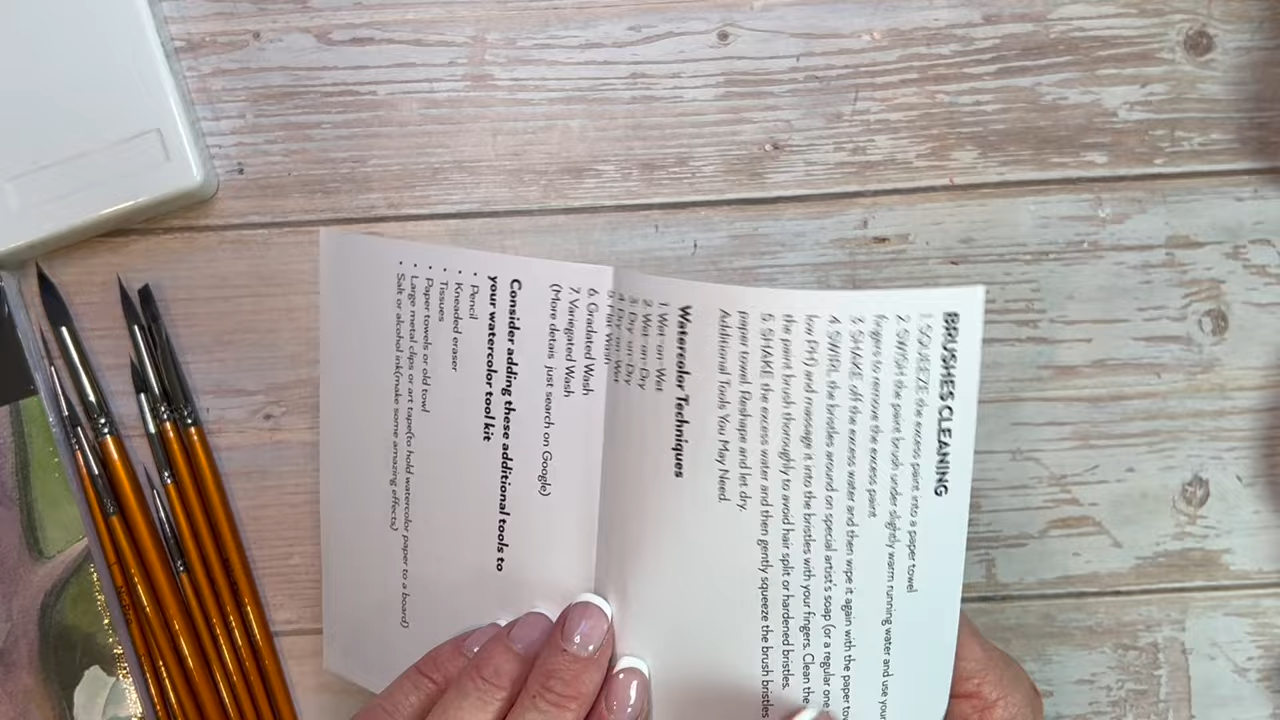 BRUSHES CLEANING
1. SQUEEZE the excess paint into a paper towel
2. SWISH the paint brush under slightly warm running water and use your
fingers to remove the excess paint
3. SHAKE off the excess water and then wipe it again with the paper
4. SWIRL the bristles around on special artist's soap (or a regular one
low PH) and massage it into the bristles with your fingers. Clean the
the paint brush thoroughly to avoid hair split or hardened bristles.
5. SHAKE the excess water and then gently squeeze the brush bristles
paper towel. Reshape and let dry.
Additional Tools You May Need.
Watercolor Techniques
1. Wet-on-Wet
2. Wet-on-Dry
3. Dry-on-Dry
4. Dry-on-Wet
5. Flat Wash
6. Gradated Wash
7. Variegated Wash
(More detais just search on Google)
Consider adding these additional tools to
your watercolor tool kit
• Pencil
• Kneaded eraser
• Tissues
• Paper towels or old towl
• Large metal clips or art tape(to hold watercolor paper to a board)
• Salt or alcohol ink(make some amazing effects)